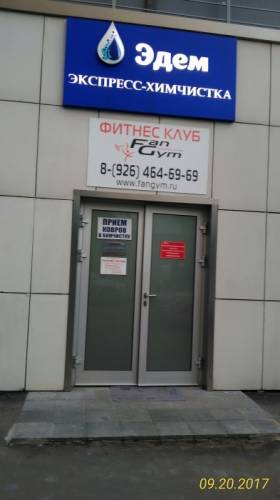 Эдем
ЭКСПРЕСС-ХИМЧИСТКА
ФИТНЕС КЛУБ
Fan
Gym
8-(926) 464-69-69
www.fangym.ru
ПРИЕМ
КОВРОВ
В ХИМЧИСТКУ
09.20.2017